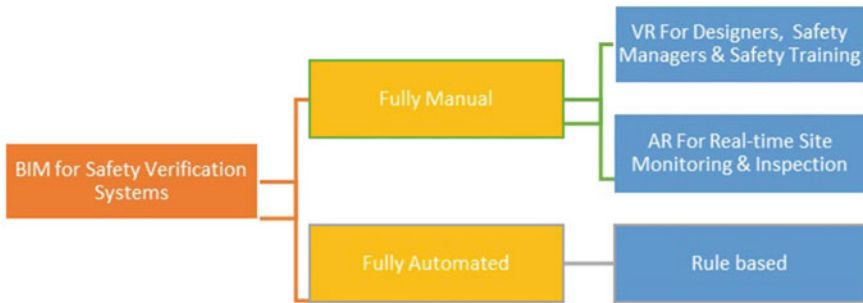 VR For Designers, Safety
Managers & Safety Training
Fully Manual
AR For Real-time Site
Monitoring & Inspection
BIM for Safety Verification
Systems
Fully Automated
Rule based